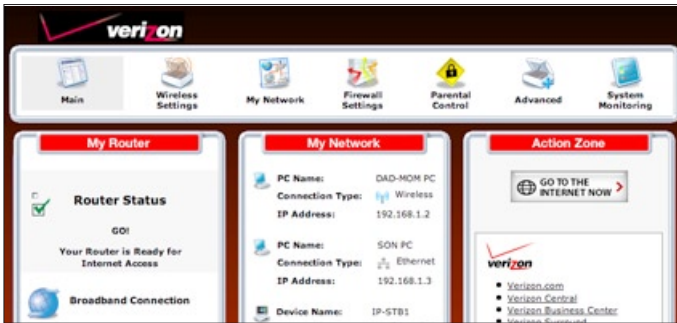 verizon
Main
Wireless Settings
My Network
Firewall Settings
Parental Control
Advanced
System Monitoring
My Router
Router Status
GO!
Your Router is Ready for
Internet Access
Broadband Connection
My Network
PC Name: DAD-MOM PC
Connection Type: Wireless
IP Address: 192.168.1.2
PC Name: SON PC
Connection Type: Ethernet
IP Address: 192.168.1.3
Device Name: IP-STB1
Action Zone
GO TO THE
INTERNET NOW
verizon
Verizon.com
Verizon Central
Verizon Business Center
Verizon Surround